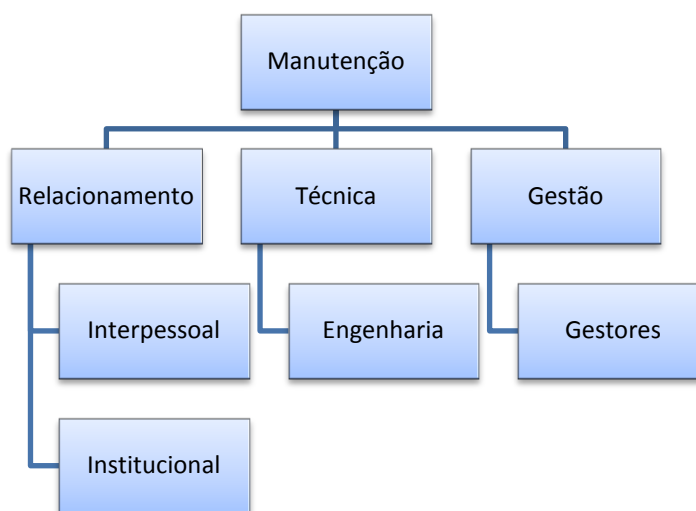 Manutenção
Relacionamento
Técnica
Gestão
Interpessoal
Engenharia
Gestores
Institucional